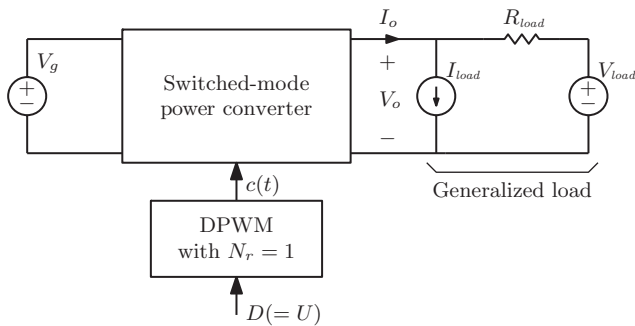 V_g
+
−
Switched-mode
power converter
I_o
+
V_o
−
I_load
R_load
V_load
+
−
Generalized load
c(t)
DPWM
with N_r = 1
D(= U)